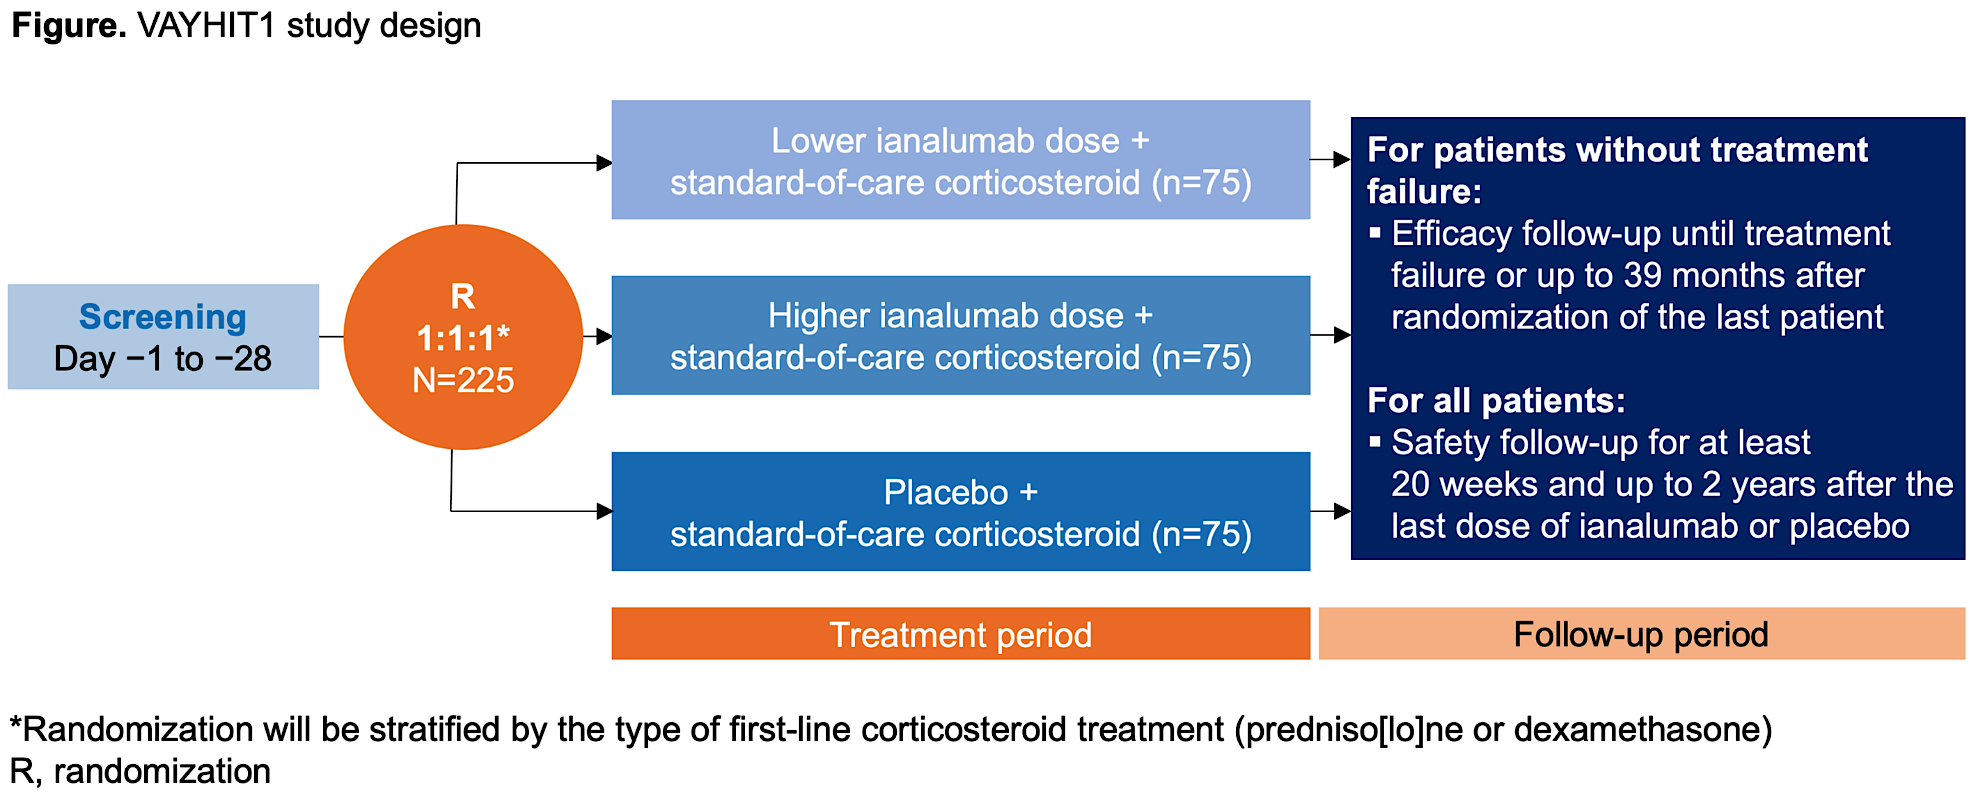 Figure. VAYHIT1 study design
Screening
Day −1 to −28
R
1:1:1*
N=225
Lower ianalumab dose +
standard-of-care corticosteroid (n=75)
Higher ianalumab dose +
standard-of-care corticosteroid (n=75)
Placebo +
standard-of-care corticosteroid (n=75)
For patients without treatment
failure:
▪ Efficacy follow-up until treatment
failure or up to 39 months after
randomization of the last patient
For all patients:
▪ Safety follow-up for at least
20 weeks and up to 2 years after the
last dose of ianalumab or placebo
Treatment period
Follow-up period
*Randomization will be stratified by the type of first-line corticosteroid treatment (predniso[lo]ne or dexamethasone)
R, randomization